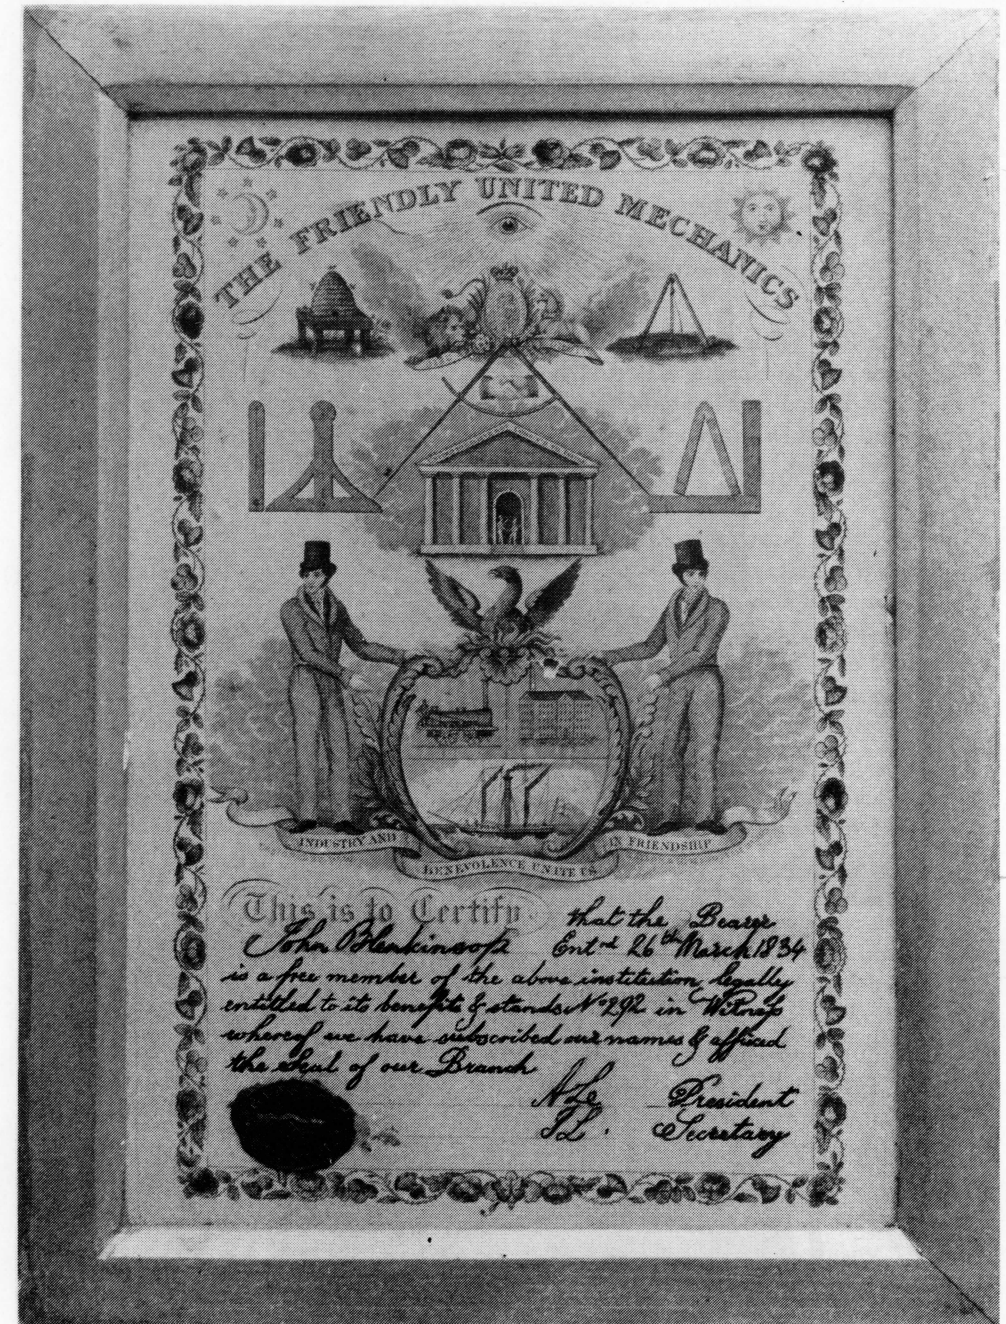 THE FRIENDLY UNITED MECHANICS
INDUSTRY AND
BENEVOLENCE UNITE US
IN FRIENDSHIP
This is to Certify that the Bearer
John Blenkinsop Entrd 26th March 1834
is a free member of the above institution legally
entitled to its benefits & stands No 292 in Witness
whereof we have subscribed our names & affixed
the Seal of our Branch
President
Secretary